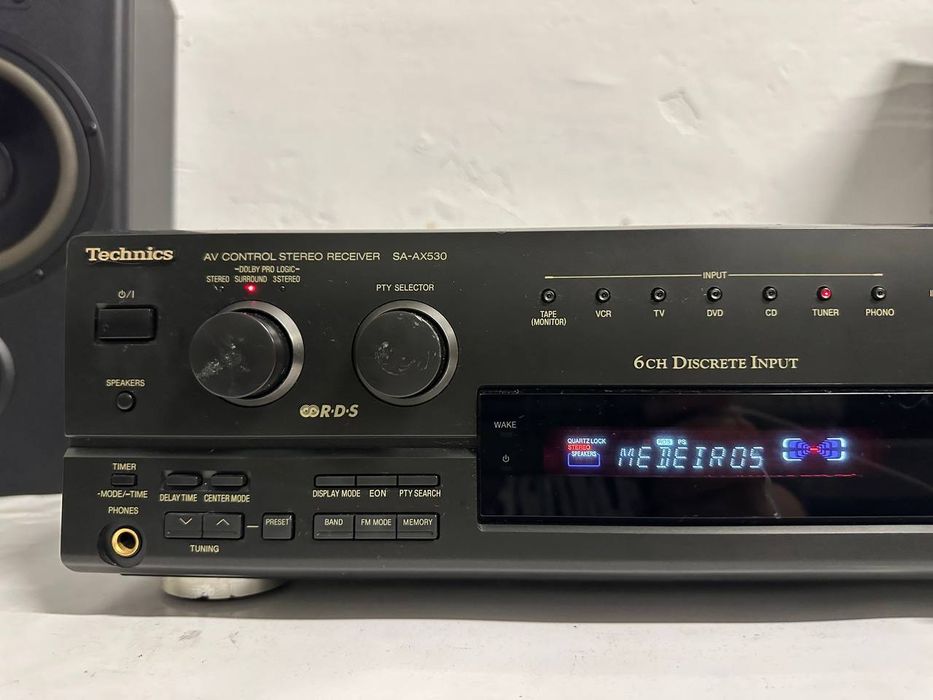 Technics
AV CONTROL STEREO RECEIVER SA-AX530
-DOLBY PRO LOGIC-
STEREO SURROUND 3STEREO
PTY SELECTOR
INPUT
TAPE
(MONITOR)
VCR
TV
DVD
CD
TUNER
PHONO
6CH DISCRETE INPUT
SPEAKERS
R·D·S
WAKE
QUARTZ LOCK
STEREO
SPEAKERS
RDS PS
MEDEIROS
TIMER
-MODE/-TIME
DELAY TIME CENTER MODE
DISPLAY MODE EON PTY SEARCH
PHONES
PRESET
BAND FM MODE MEMORY
TUNING